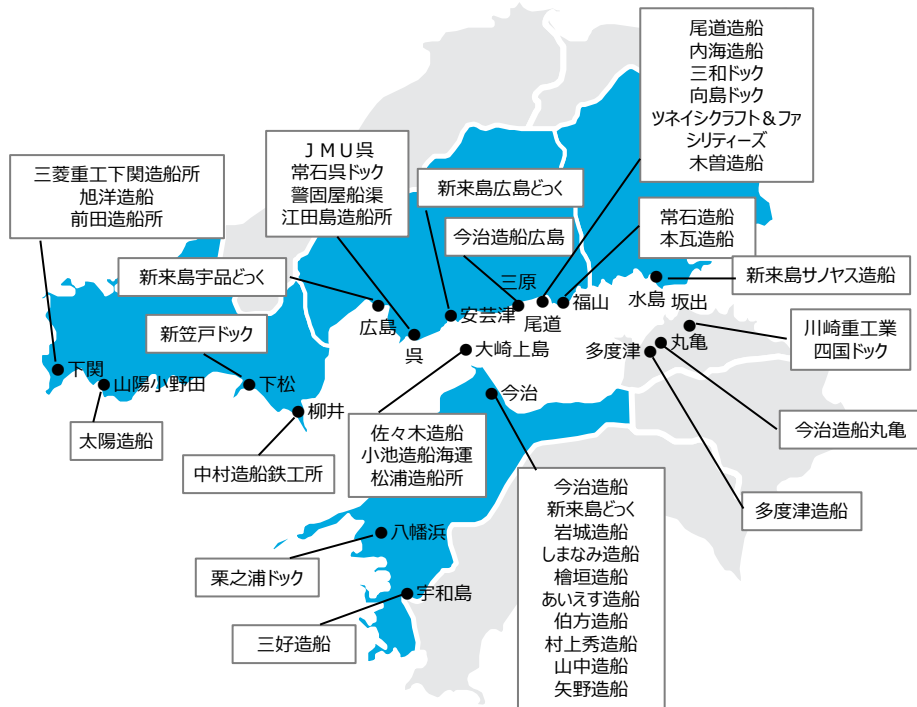 尾道造船
内海造船
三和ドック
向島ドック
ツネイシクラフト＆ファ
シリティーズ
木曽造船
ＪＭＵ呉
常石呉ドック
警固屋船渠
江田島造船所
三菱重工下関造船所
旭洋造船
前田造船所
新来島広島どっく
今治造船広島
常石造船
本瓦造船
新来島宇品どっく
新来島サノヤス造船
三原
水島
坂出
福山
尾道
安芸津
広島
呉
新笠戸ドック
川崎重工業
四国ドック
大崎上島
多度津
丸亀
下関
山陽小野田
下松
柳井
今治
太陽造船
中村造船鉄工所
佐々木造船
小池造船海運
松浦造船所
今治造船丸亀
多度津造船
今治造船
新来島どっく
岩城造船
しまなみ造船
檜垣造船
あいえす造船
伯方造船
村上秀造船
山中造船
矢野造船
八幡浜
栗之浦ドック
宇和島
三好造船